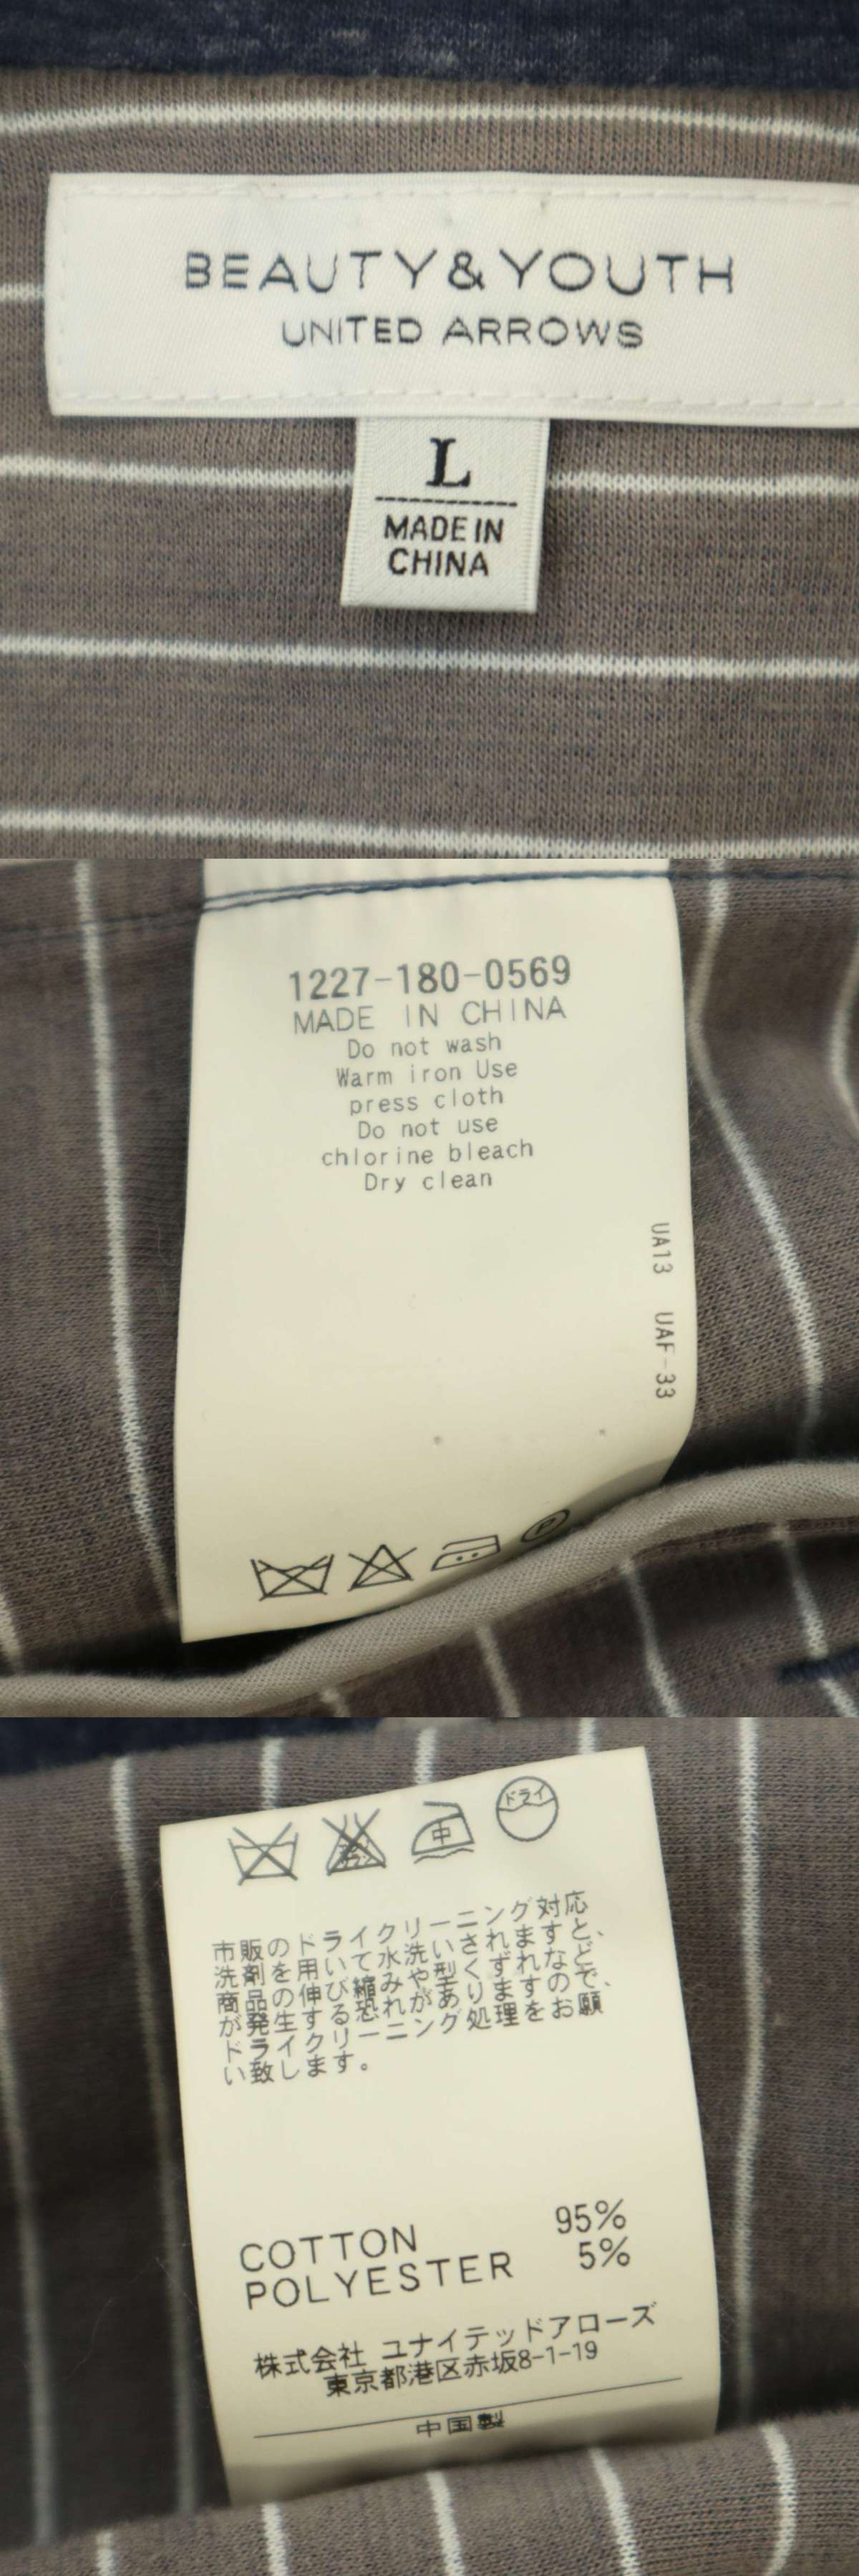 BEAUTY&YOUTH
UNITED ARROWS
L
MADE IN
CHINA
1227-180-0569
MADE IN CHINA
Do not wash
Warm iron Use
press cloth
Do not use
chlorine bleach
Dry clean
UA13 UAF-33
P
中
ドライ
市販のドライクリーニング対応
洗剤を用いて水洗いされますと、
商品の伸び縮みや型くずれなど
が発生する恐れがありますので、
ドライクリーニング処理をお願
い致します。
COTTON 95%
POLYESTER 5%
株式会社 ユナイテッドアローズ
東京都港区赤坂8-1-19
中国製